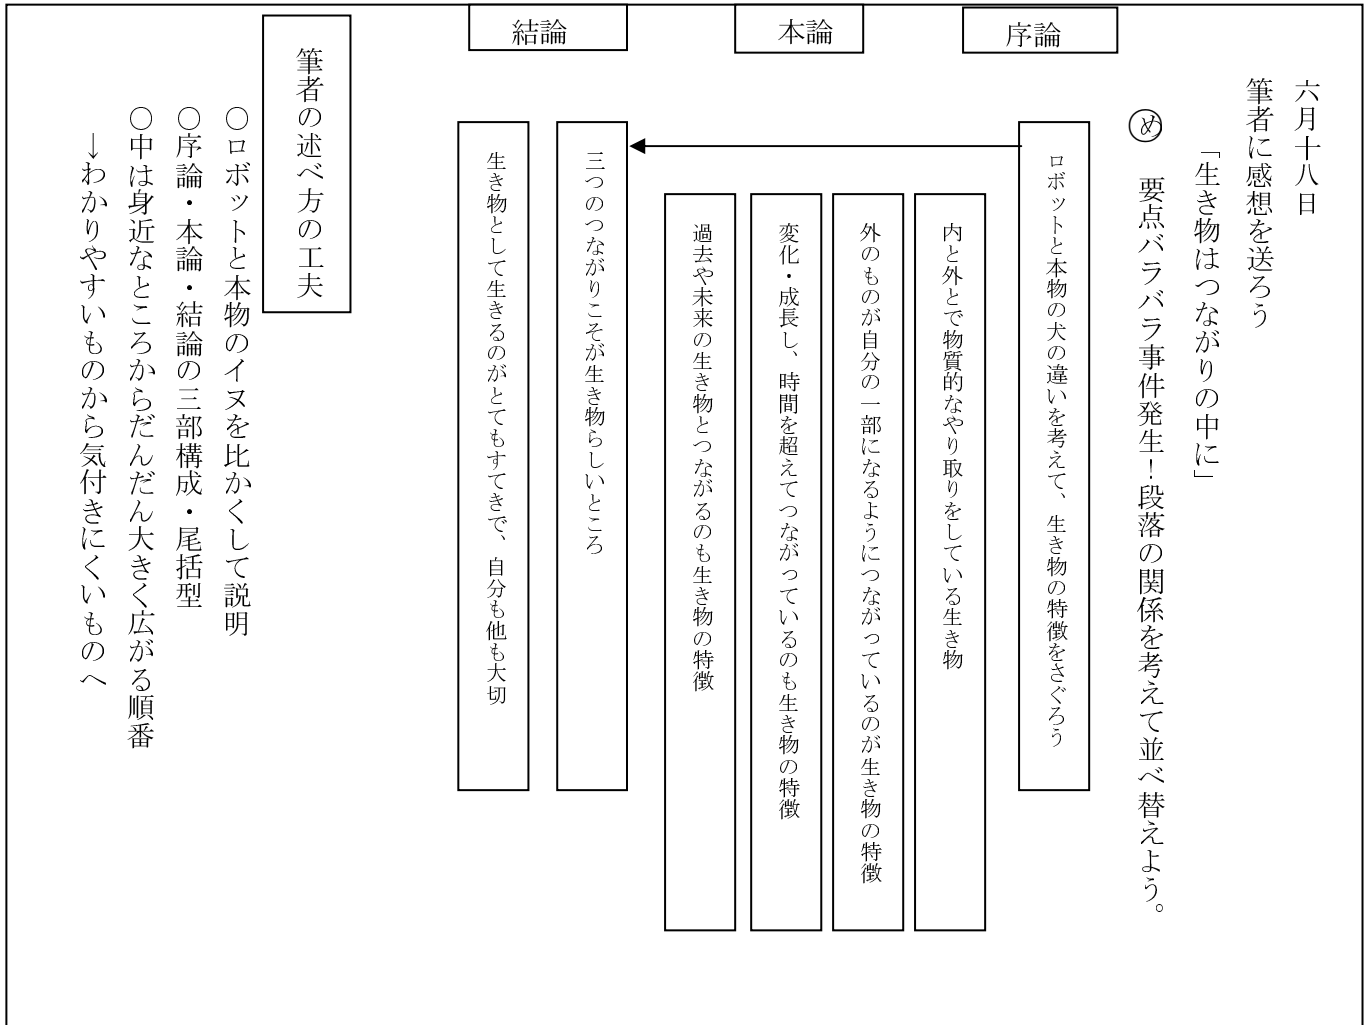 六月十八日
筆者に感想を送ろう
「生き物はつながりの中に」
め 要点バラバラ事件発生!段落の関係を考えて並べ替えよう。
序論
ロボットと本物の犬の違いを考えて、生き物の特徴をさぐろう
本論
内と外とで物質的なやり取りをしている生き物
外のものが自分の一部になるようにつながっているのが生き物の特徴
変化・成長し、時間を超えてつながっているのも生き物の特徴
過去や未来の生き物とつながるのも生き物の特徴
結論
三つのつながりこそが生き物らしいところ
生き物として生きるのがとてもすてきで、自分も他も大切
筆者の述べ方の工夫
○ロボットと本物のイヌを比かくして説明
○序論・本論・結論の三部構成・尾括型
○中は身近なところからだんだん大きく広がる順番
→わかりやすいものから気付きにくいものへ